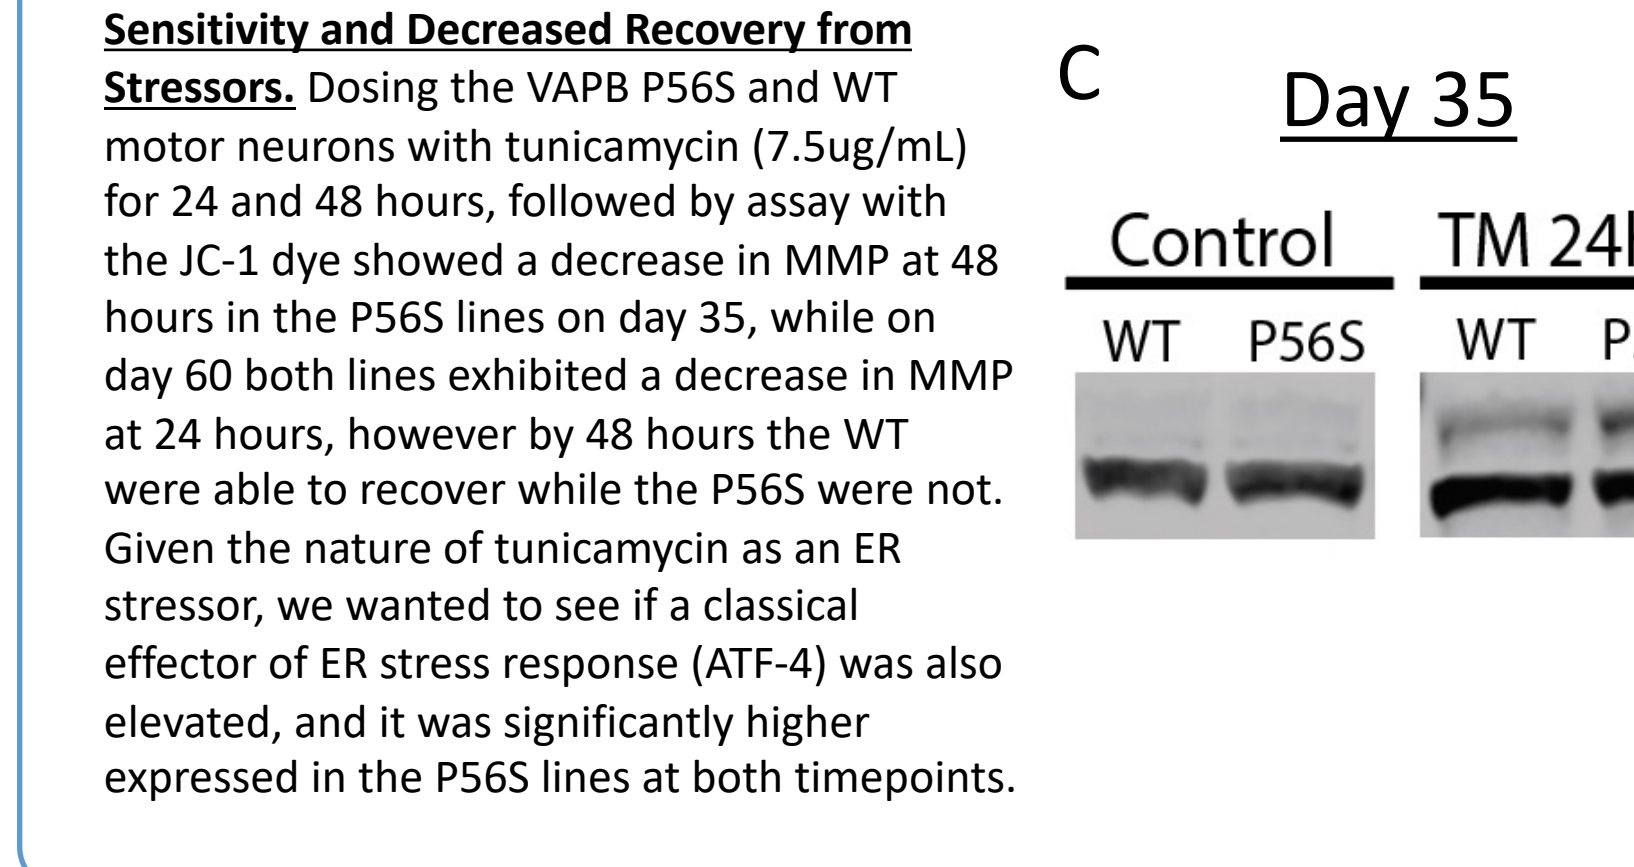 Sensitivity and Decreased Recovery from
Stressors. Dosing the VAPB P56S and WT
motor neurons with tunicamycin (7.5ug/mL)
for 24 and 48 hours, followed by assay with
the JC-1 dye showed a decrease in MMP at 48
hours in the P56S lines on day 35, while on
day 60 both lines exhibited a decrease in MMP
at 24 hours, however by 48 hours the WT
were able to recover while the P56S were not.
Given the nature of tunicamycin as an ER
stressor, we wanted to see if a classical
effector of ER stress response (ATF-4) was also
elevated, and it was significantly higher
expressed in the P56S lines at both timepoints.
C
Day 35
Control
TM 24
WT P56S
WT